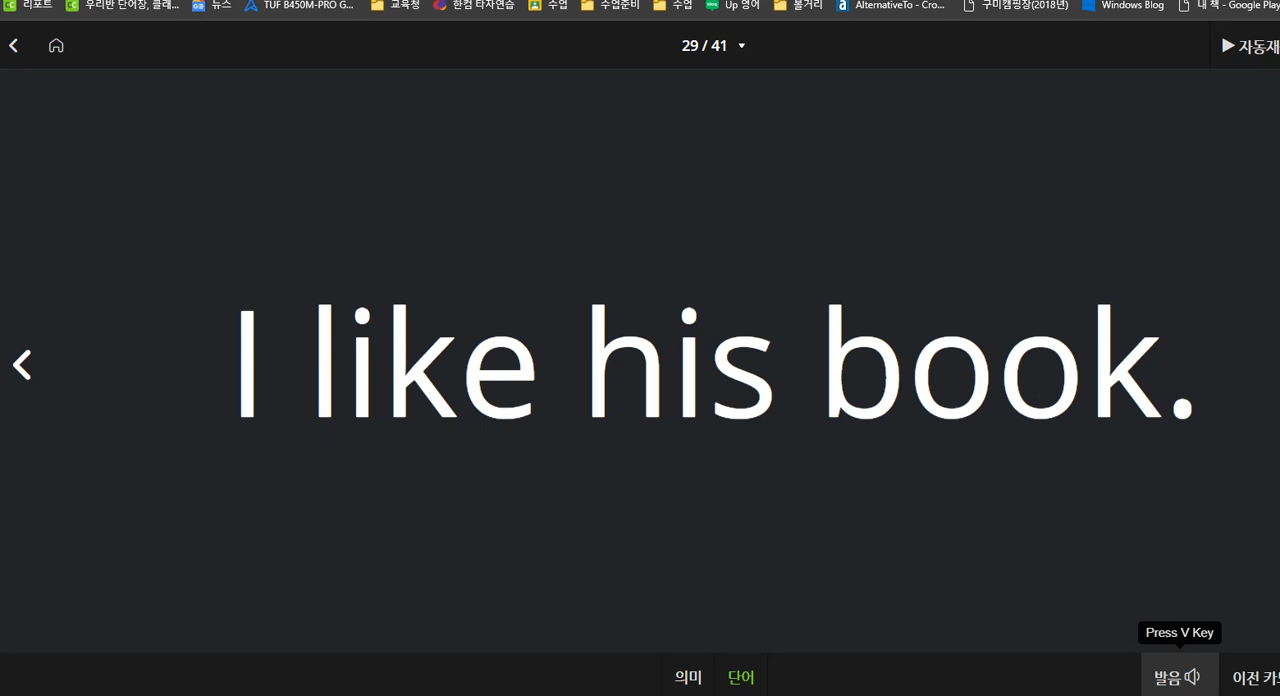 리포트 우리반 단어장, 클래... 뉴스 TUF B450M-PRO G... 교육청 한컴 타자연습 수업 수업준비 수업 Up 영어 볼거리 AlternativeTo - Cro... 구미캠핑장(2018년) Windows Blog 내 책 - Google Play
29 / 41 자동재
I like his book.
Press V Key
의미 단어 발음 이전 카드